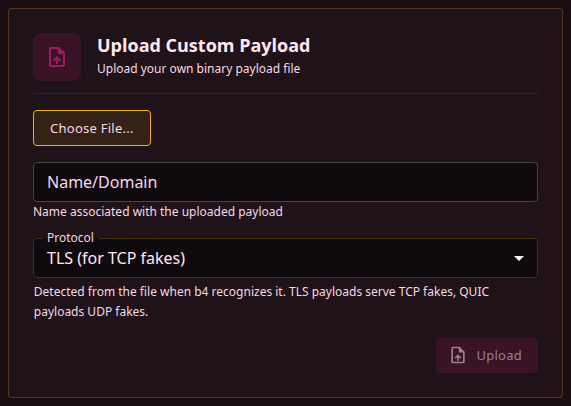 Upload Custom Payload
Upload your own binary payload file
Choose File...
Name/Domain
Name associated with the uploaded payload
Protocol
TLS (for TCP fakes)
Detected from the file when b4 recognizes it. TLS payloads serve TCP fakes, QUIC
payloads UDP fakes.
Upload